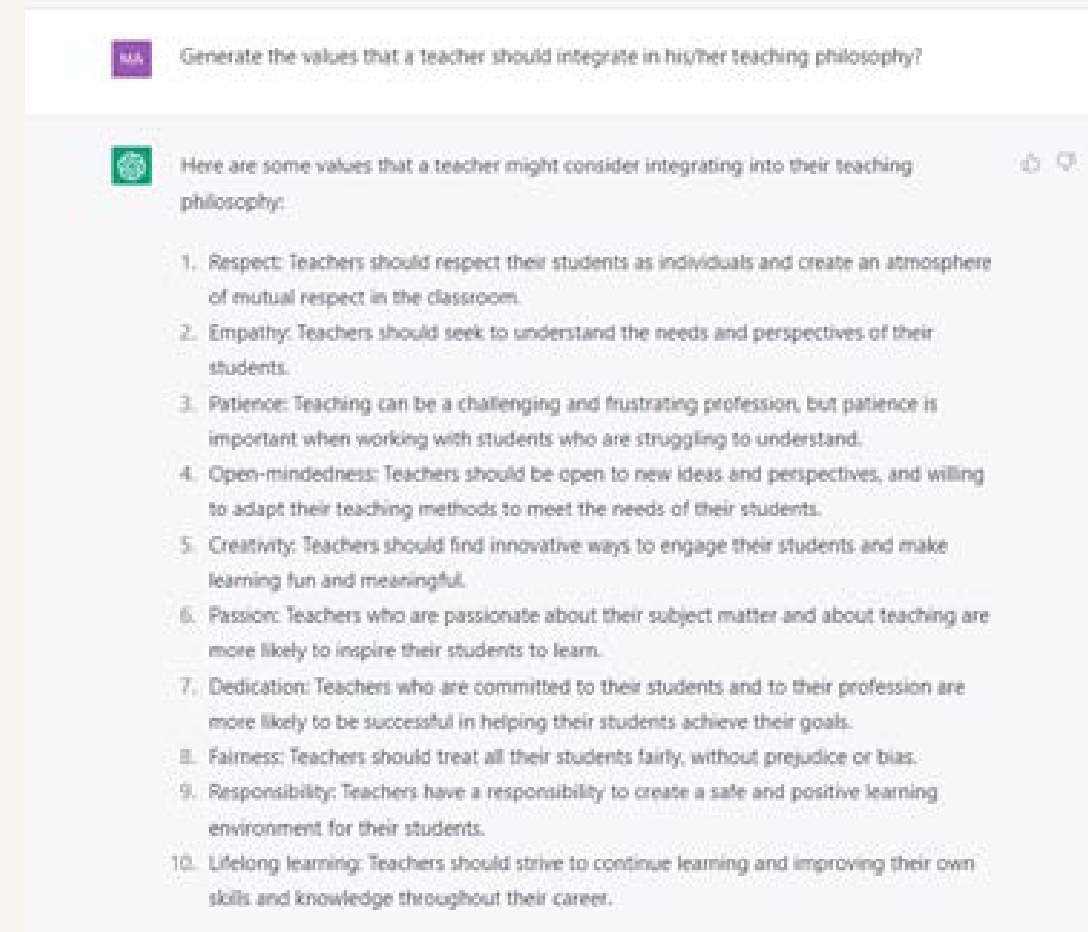 MA
Generate the values that a teacher should integrate in his/her teaching philosophy?
Here are some values that a teacher might consider integrating into their teaching
philosophy:
1. Respect: Teachers should respect their students as individuals and create an atmosphere
of mutual respect in the classroom.
2. Empathy: Teachers should seek to understand the needs and perspectives of their
students.
3. Patience: Teaching can be a challenging and frustrating profession, but patience is
important when working with students who are struggling to understand.
4. Open-mindedness: Teachers should be open to new ideas and perspectives, and willing
to adapt their teaching methods to meet the needs of their students.
5. Creativity: Teachers should find innovative ways to engage their students and make
learning fun and meaningful.
6. Passion: Teachers who are passionate about their subject matter and about teaching are
more likely to inspire their students to learn.
7. Dedication: Teachers who are committed to their students and to their profession are
more likely to be successful in helping their students achieve their goals.
8. Fairness: Teachers should treat all their students fairly, without prejudice or bias.
9. Responsibility: Teachers have a responsibility to create a safe and positive learning
environment for their students.
10. Lifelong learning: Teachers should strive to continue learning and improving their own
skills and knowledge throughout their career.